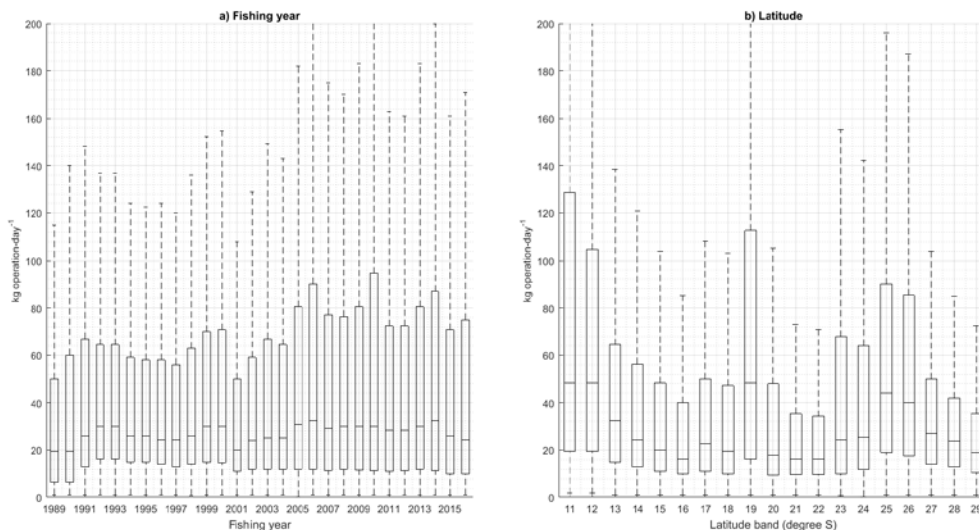 a) Fishing year
200
180
160
140
120
100
80
60
40
20
0
kg operation-day-1
1989 1991 1993 1995 1997 1999 2001 2003 2005 2007 2009 2011 2013 2015
Fishing year
b) Latitude
200
180
160
140
120
100
80
60
40
20
0
kg operation-day-1
11 12 13 14 15 16 17 18 19 20 21 22 23 24 25 26 27 28 29
Latitude band (degree S)